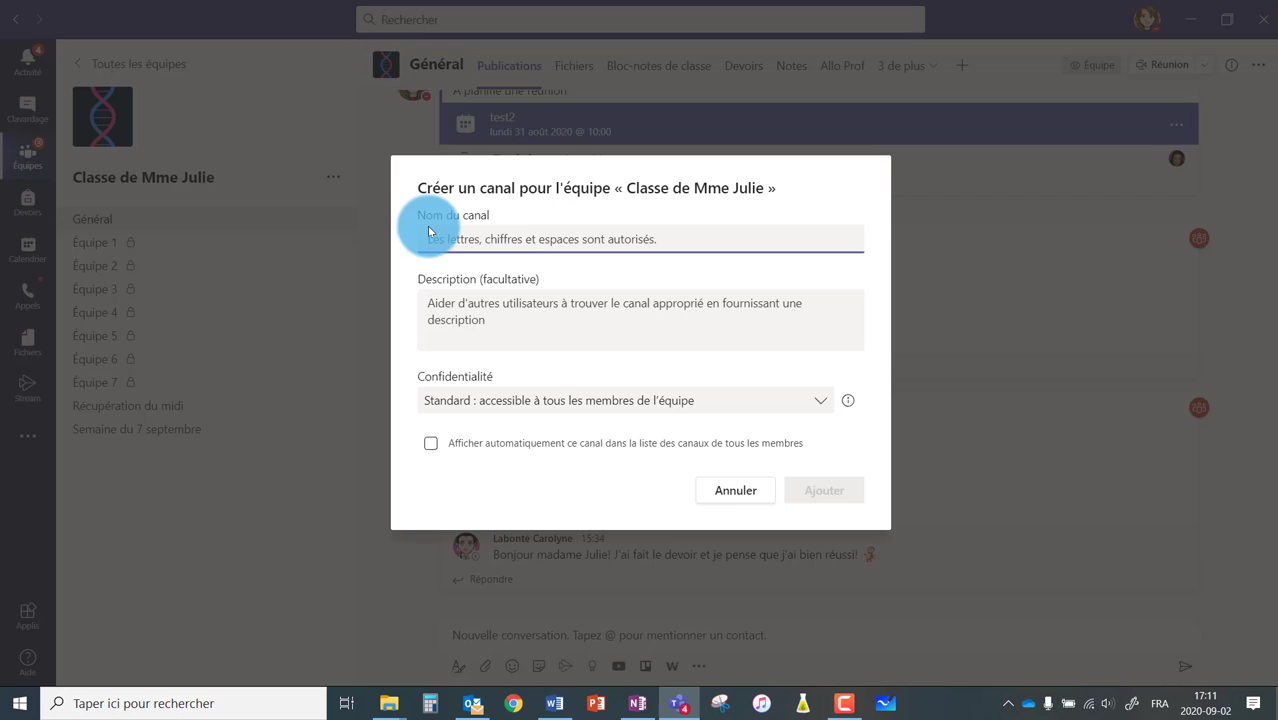 Rechercher
Activité
Clavardage
Équipes
Devoirs
Calendrier
Appels
Fichiers
Stream
Applis
Aide
Toutes les équipes
Classe de Mme Julie
Général
Équipe 1
Équipe 2
Équipe 3
Équipe 4
Équipe 5
Équipe 6
Équipe 7
Récupération du midi
Semaine du 7 septembre
Général Publications Fichiers Bloc-notes de classe Devoirs Notes Allo Prof 3 de plus
Équipe Réunion
A planifié une réunion
test2
lundi 31 août 2020 @ 10:00
Créer un canal pour l'équipe « Classe de Mme Julie »
Nom du canal
Les lettres, chiffres et espaces sont autorisés.
Description (facultative)
Aider d'autres utilisateurs à trouver le canal approprié en fournissant une
description
Confidentialité
Standard : accessible à tous les membres de l'équipe
Afficher automatiquement ce canal dans la liste des canaux de tous les membres
Annuler Ajouter
Labonté Carolyne 15:34
Bonjour madame Julie! J'ai fait le devoir et je pense que j'ai bien réussi!
Répondre
Nouvelle conversation. Tapez @ pour mentionner un contact.
Taper ici pour rechercher
FRA
17:11
2020-09-02